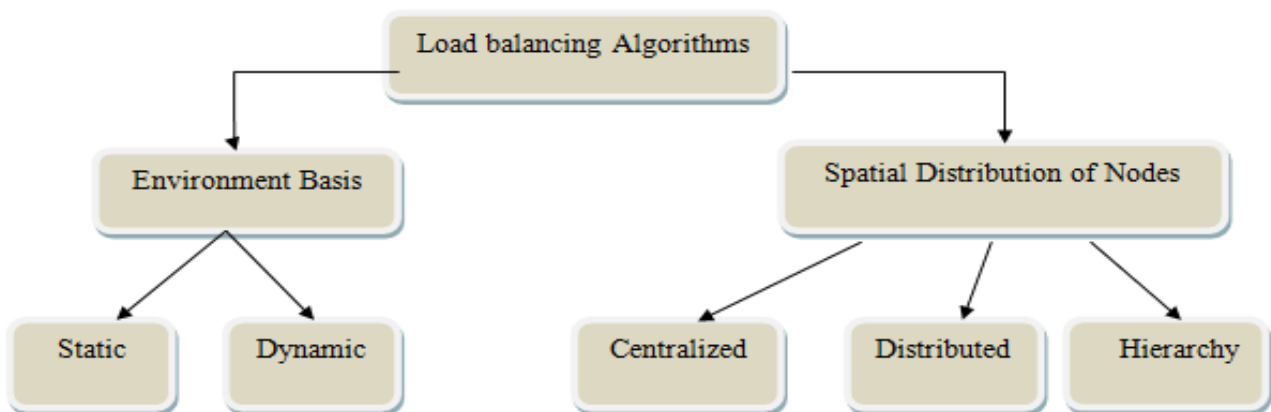 Load balancing Algorithms
Environment Basis
Spatial Distribution of Nodes
Static
Dynamic
Centralized
Distributed
Hierarchy